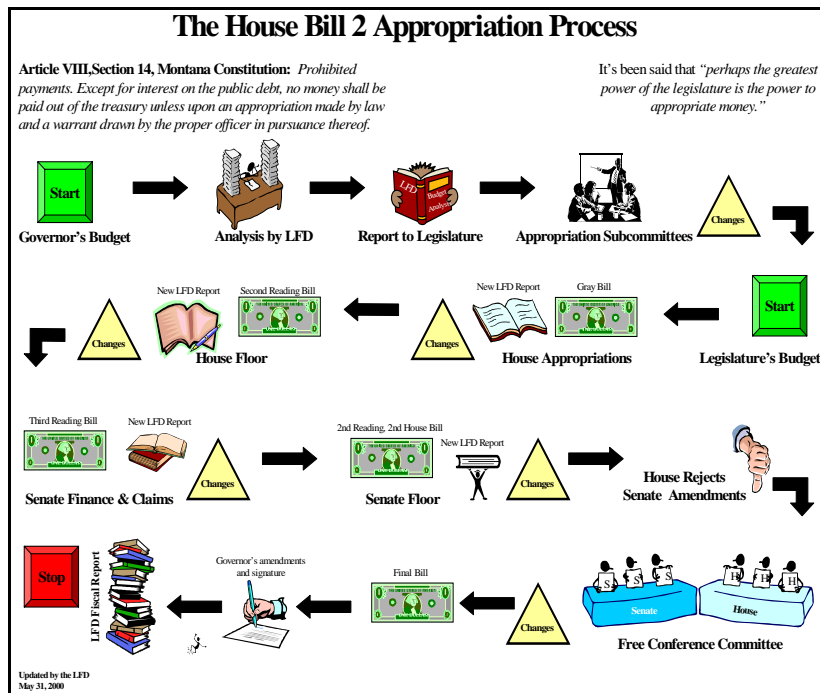 The House Bill 2 Appropriation Process
Article VIII,Section 14, Montana Constitution: Prohibited
payments. Except for interest on the public debt, no money shall be
paid out of the treasury unless upon an appropriation made by law
and a warrant drawn by the proper officer in pursuance thereof.
It's been said that “perhaps the greatest
power of the legislature is the power to
appropriate money.”
Start
Governor's Budget
Analysis by LFD
LFD
Budget
Analysis
Report to Legislature
Appropriation Subcommittees
Changes
Start
Legislature's Budget
Gray Bill
New LFD Report
House Appropriations
Changes
Second Reading Bill
New LFD Report
House Floor
Changes
Third Reading Bill
New LFD Report
Senate Finance & Claims
Changes
2nd Reading, 2nd House Bill
New LFD Report
Senate Floor
Changes
House Rejects
Senate Amendments
S S S
H H H
Senate
House
Free Conference Committee
Changes
Final Bill
Governor's amendments
and signature
LFD Fiscal Report
Stop
Updated by the LFD
May 31, 2000